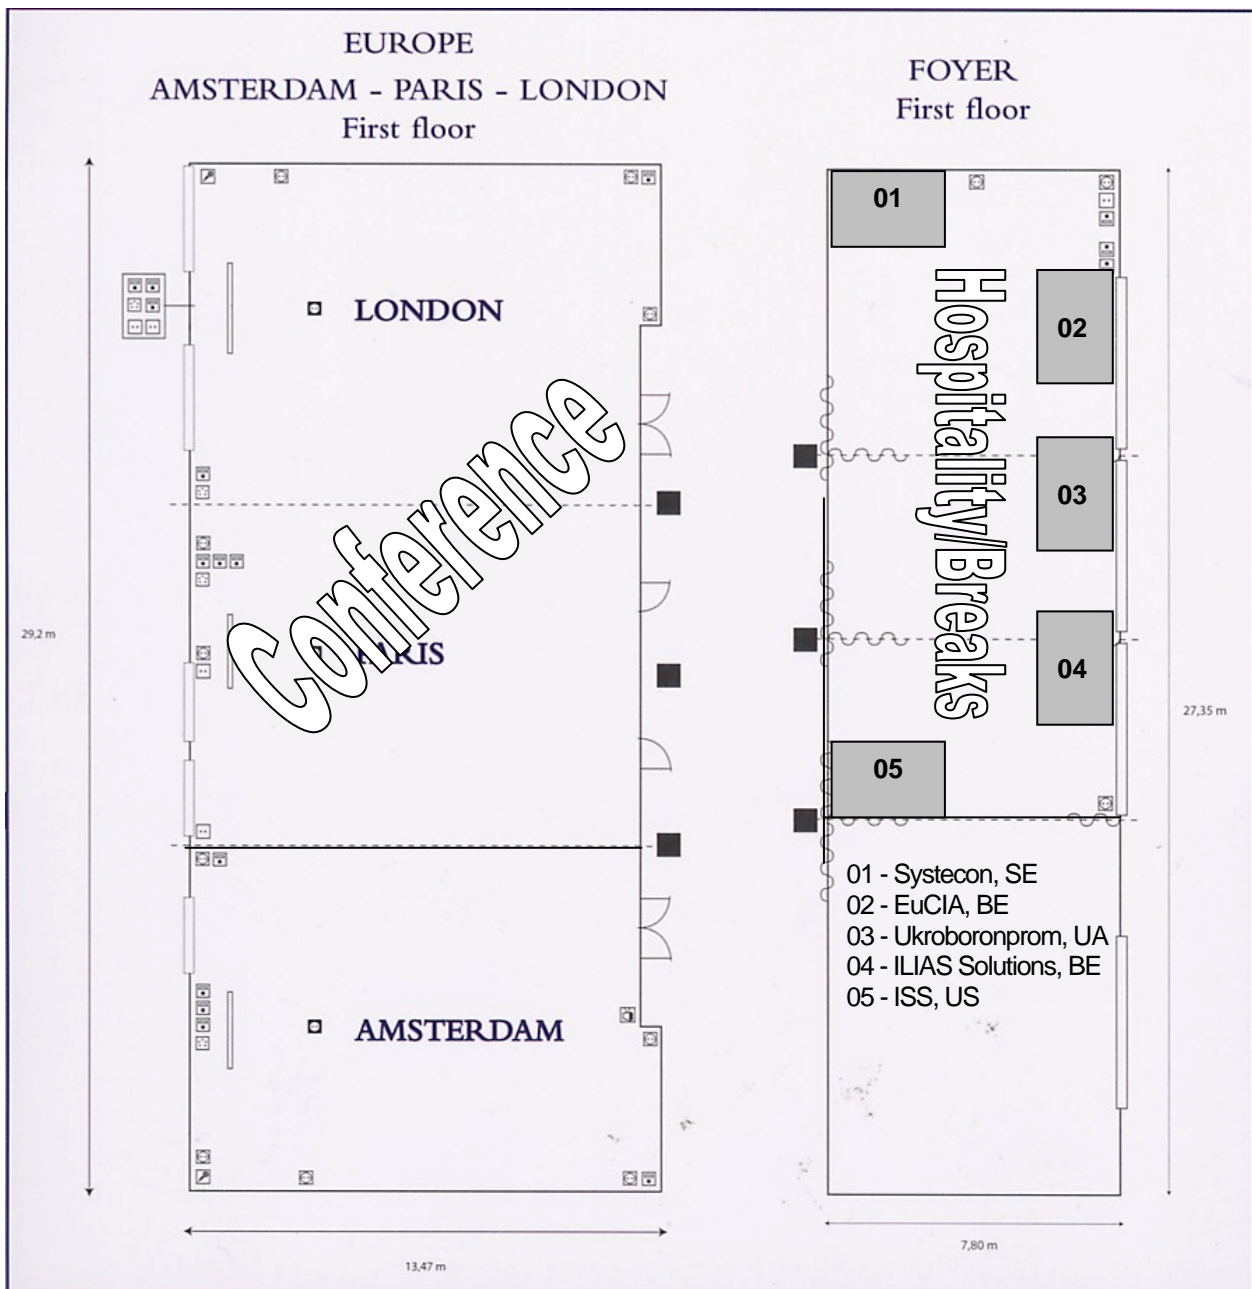 EUROPE
AMSTERDAM - PARIS - LONDON
First floor
FOYER
First floor
01
LONDON
Hospitality/Breaks
02
Conference
03
29,2 m
PARIS
04
27,35 m
05
01 - Systecon, SE
02 - EuCIA, BE
03 - Ukroboronprom, UA
04 - ILIAS Solutions, BE
05 - ISS, US
AMSTERDAM
13,47 m
7,80 m